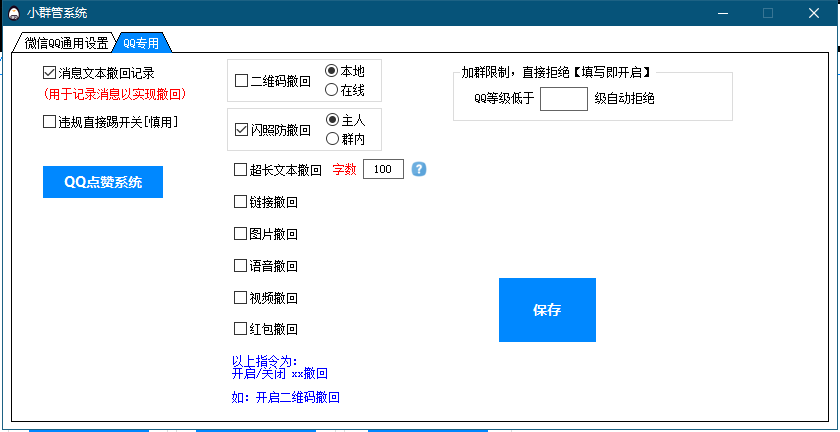 小群管系统
微信QQ通用设置 QQ专用
消息文本撤回记录
(用于记录消息以实现撤回)
违规直接踢开关[慎用]
QQ点赞系统
二维码撤回
本地
在线
闪照防撤回
主人
群内
超长文本撤回 字数 100 ?
链接撤回
图片撤回
语音撤回
视频撤回
红包撤回
以上指令为:
开启/关闭 xx撤回
如: 开启二维码撤回
加群限制，直接拒绝【填写即开启】
QQ等级低于 级自动拒绝
保存